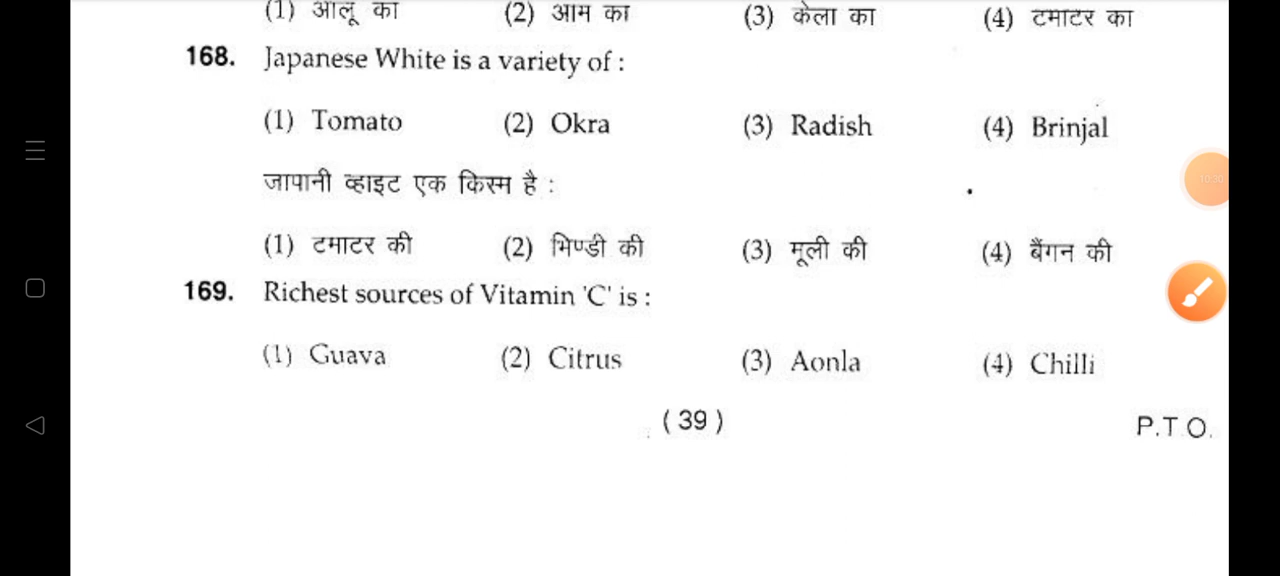 (1) आलू का (2) आम का (3) केला का (4) टमाटर का
168. Japanese White is a variety of :
(1) Tomato (2) Okra (3) Radish (4) Brinjal
जापानी व्हाइट एक किस्म है :
(1) टमाटर की (2) भिण्डी की (3) मूली की (4) बैंगन की
169. Richest sources of Vitamin 'C' is :
(1) Guava (2) Citrus (3) Aonla (4) Chilli
( 39 ) P.T.O.
10:30